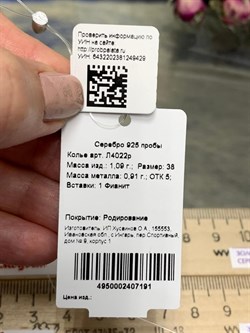 Проверить информацию по
УИН на сайте
http://probpalata.ru
УИН: 6432202381249429
Серебро 925 пробы
Колье арт. Л4022р
Масса изд.: 1,09 г.; Размер: 38
Масса металла: 0,91 г.; ОТК 5;
Вставки: 1 Фианит
Покрытие: Родирование
Изготовитель: ИП Хусаинов О.А., 155553,
Ивановская обл., с.Ингарь, пер.Спортивный,
дом № 9, корпус 1
4950002407191
Цена изд.: